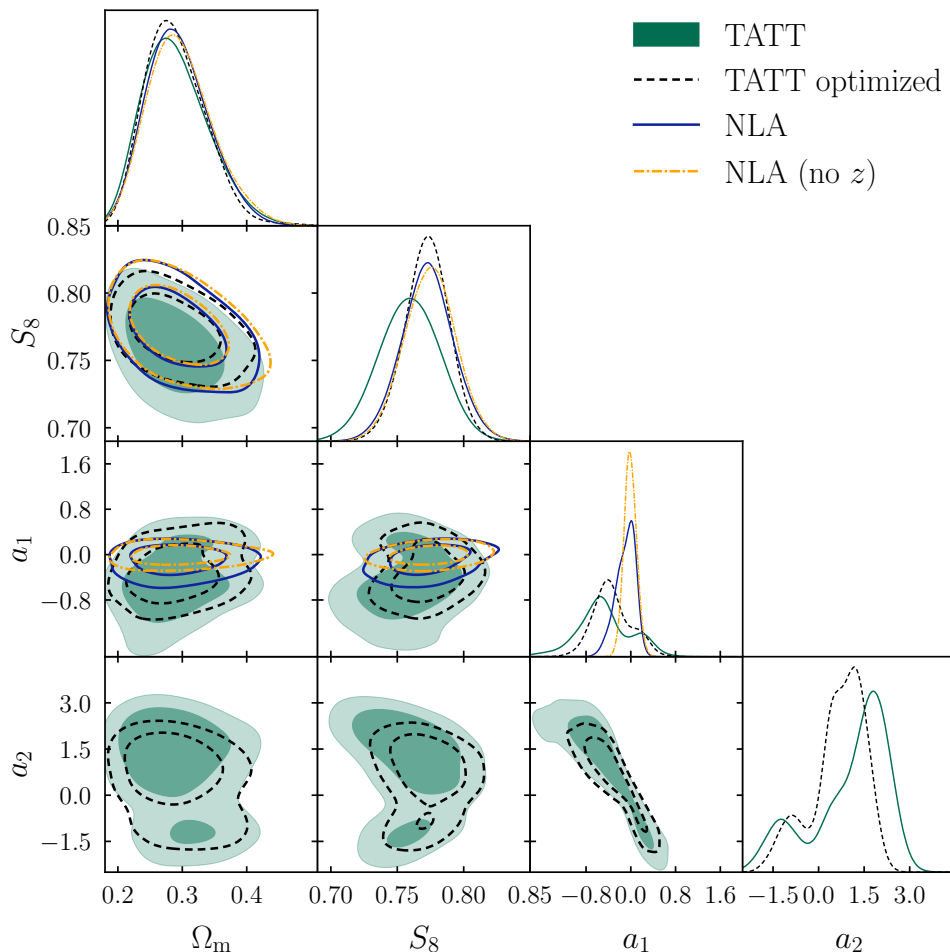 TATT
TATT optimized
NLA
NLA (no z)
0.85
0.80
0.75
0.70
S₈
1.6
0.8
0.0
−0.8
a₁
3.0
1.5
0.0
−1.5
a₂
0.2 0.3 0.4
0.70 0.75 0.80 0.85
−0.8 0.0 0.8 1.6
−1.5 0.0 1.5 3.0
Ωₘ S₈ a₁ a₂